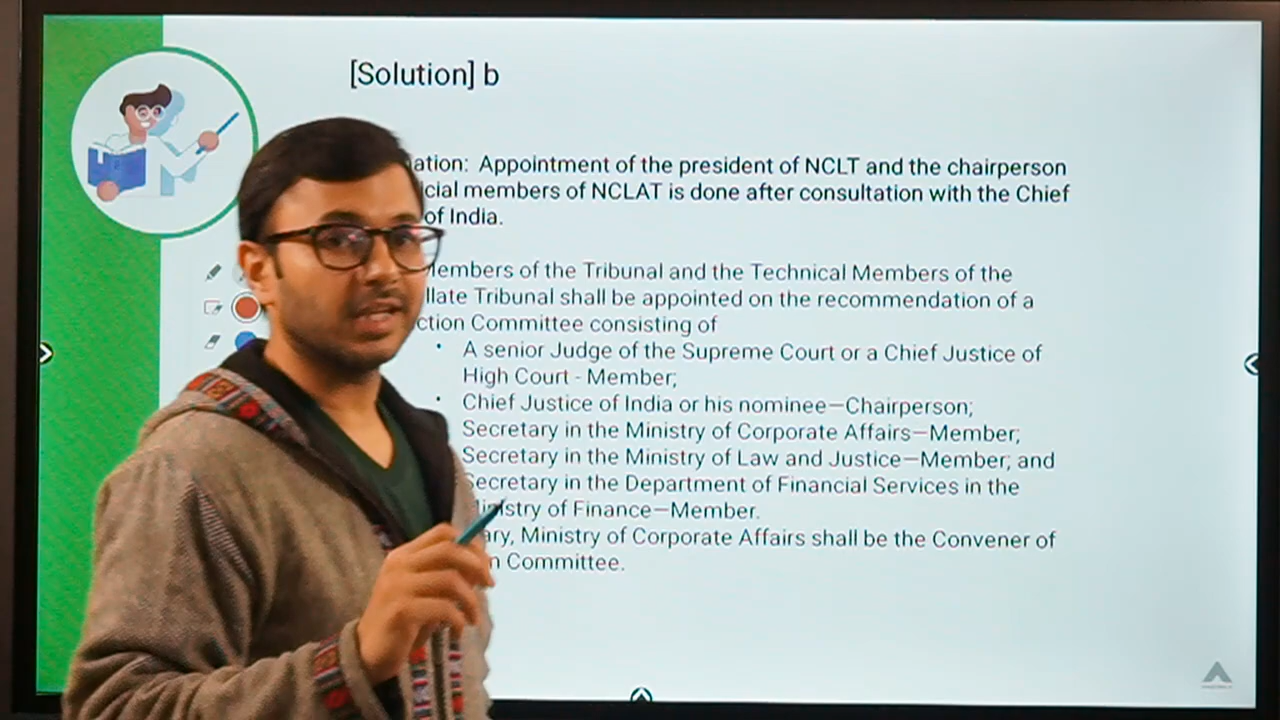 [Solution] b
ation: Appointment of the president of NCLT and the chairperson
cial members of NCLAT is done after consultation with the Chief
of India.
embers of the Tribunal and the Technical Members of the
llate Tribunal shall be appointed on the recommendation of a
ction Committee consisting of
• A senior Judge of the Supreme Court or a Chief Justice of
High Court - Member;
• Chief Justice of India or his nominee—Chairperson;
Secretary in the Ministry of Corporate Affairs—Member;
Secretary in the Ministry of Law and Justice—Member; and
Secretary in the Department of Financial Services in the
Ministry of Finance—Member.
ary, Ministry of Corporate Affairs shall be the Convener of
n Committee.